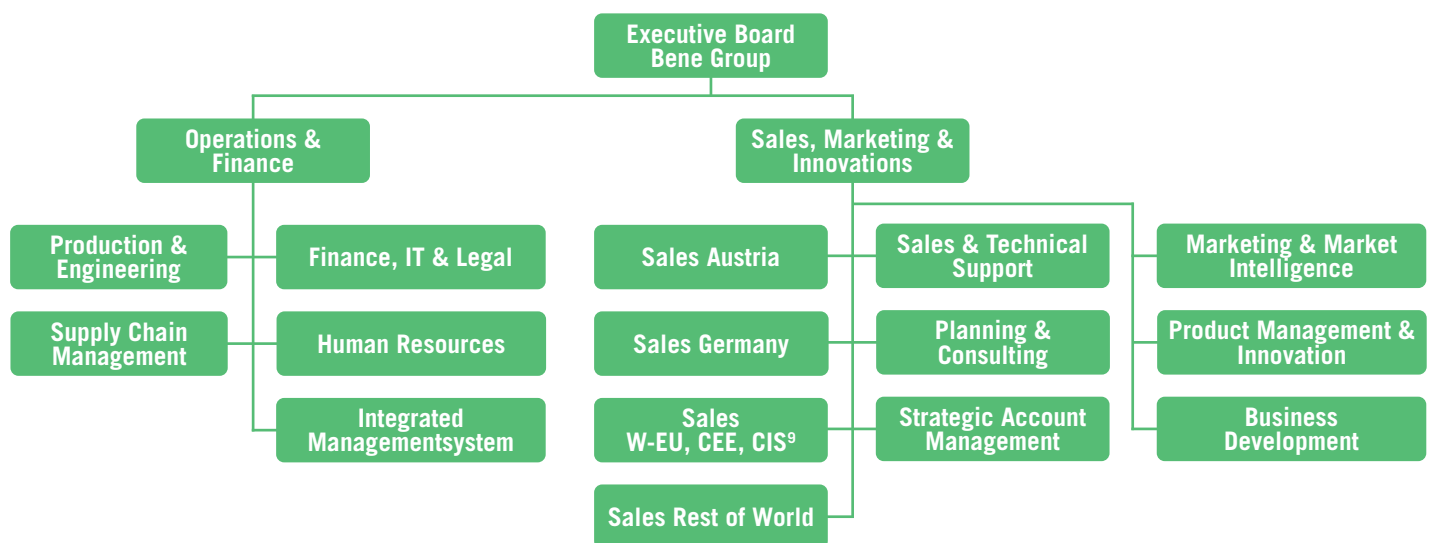 Executive Board
Bene Group
Operations &
Finance
Sales, Marketing &
Innovations
Production &
Engineering
Finance, IT & Legal
Sales Austria
Sales & Technical
Support
Marketing & Market
Intelligence
Supply Chain
Management
Human Resources
Sales Germany
Planning &
Consulting
Product Management &
Innovation
Integrated
Managementsystem
Sales
W-EU, CEE, CIS⁹
Strategic Account
Management
Business
Development
Sales Rest of World